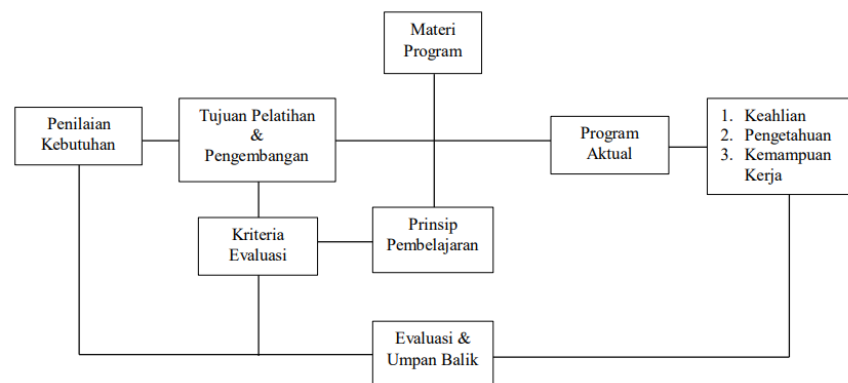 Materi
Program
Penilaian
Kebutuhan
Tujuan Pelatihan
&
Pengembangan
Program
Aktual
1. Keahlian
2. Pengetahuan
3. Kemampuan
Kerja
Kriteria
Evaluasi
Prinsip
Pembelajaran
Evaluasi &
Umpan Balik